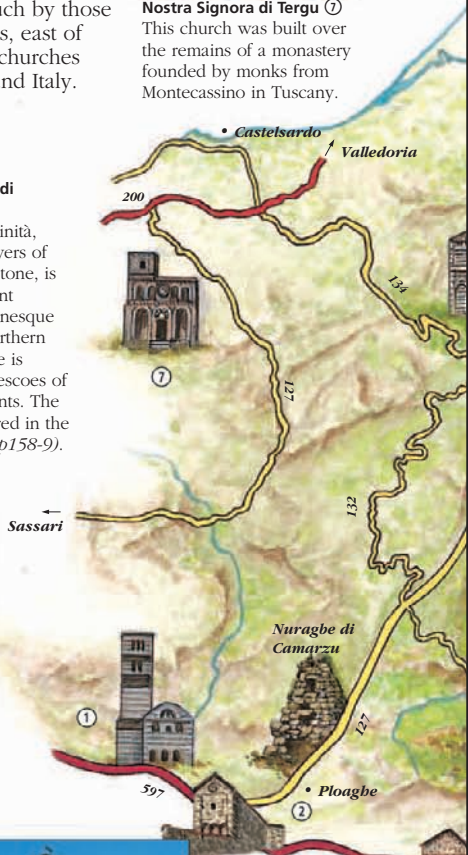 uch by those
s, east of
churches
nd Italy.
Nostra Signora di Tergu ⑦
This church was built over
the remains of a monastery
founded by monks from
Montecassino in Tuscany.
di
inità,
yers of
tone, is
nt
nesque
rthern
e is
escoes of
nts. The
ed in the
p158-9).
Castelsardo
Valledoria
200
134
⑦
127
132
Sassari
Nuraghe di
Camarzu
①
127
597
Ploaghe
②